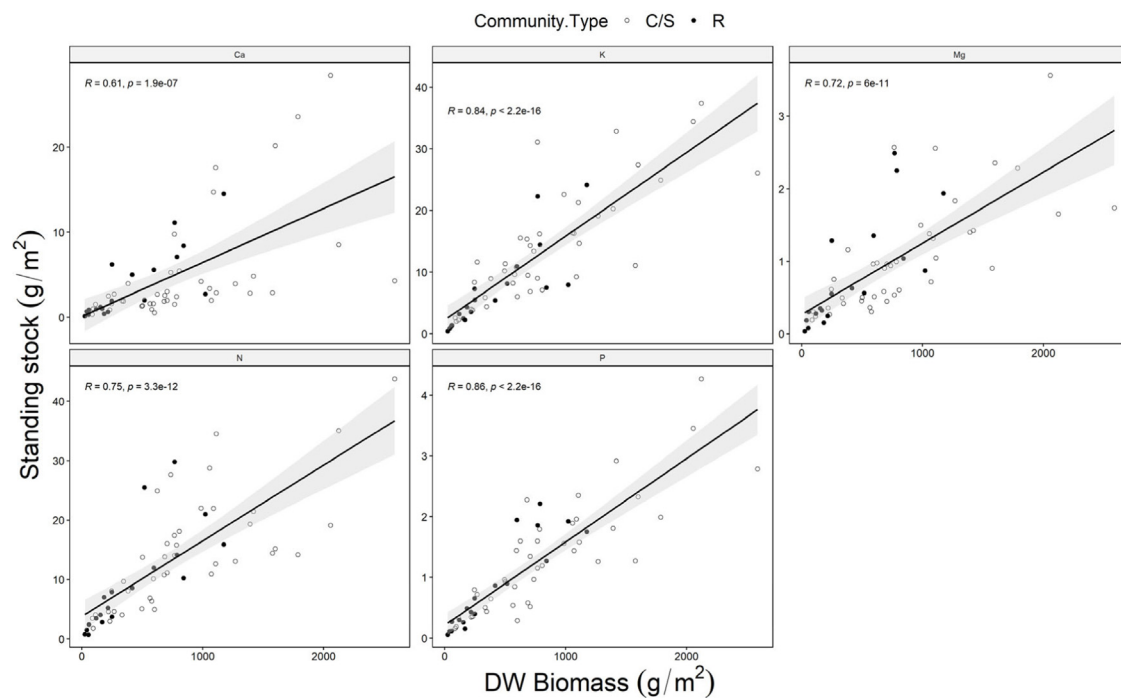 Community.Type ○ C/S ● R
Ca
K
Mg
R = 0.61, p = 1.9e-07
R = 0.84, p < 2.2e-16
R = 0.72, p = 6e-11
20
10
0
40
30
20
10
0
3
2
1
0
0 1000 2000
N
P
R = 0.75, p = 3.3e-12
R = 0.86, p < 2.2e-16
40
30
20
10
0
4
3
2
1
0
0 1000 2000
0 1000 2000
Standing stock (g/m²)
DW Biomass (g/m²)